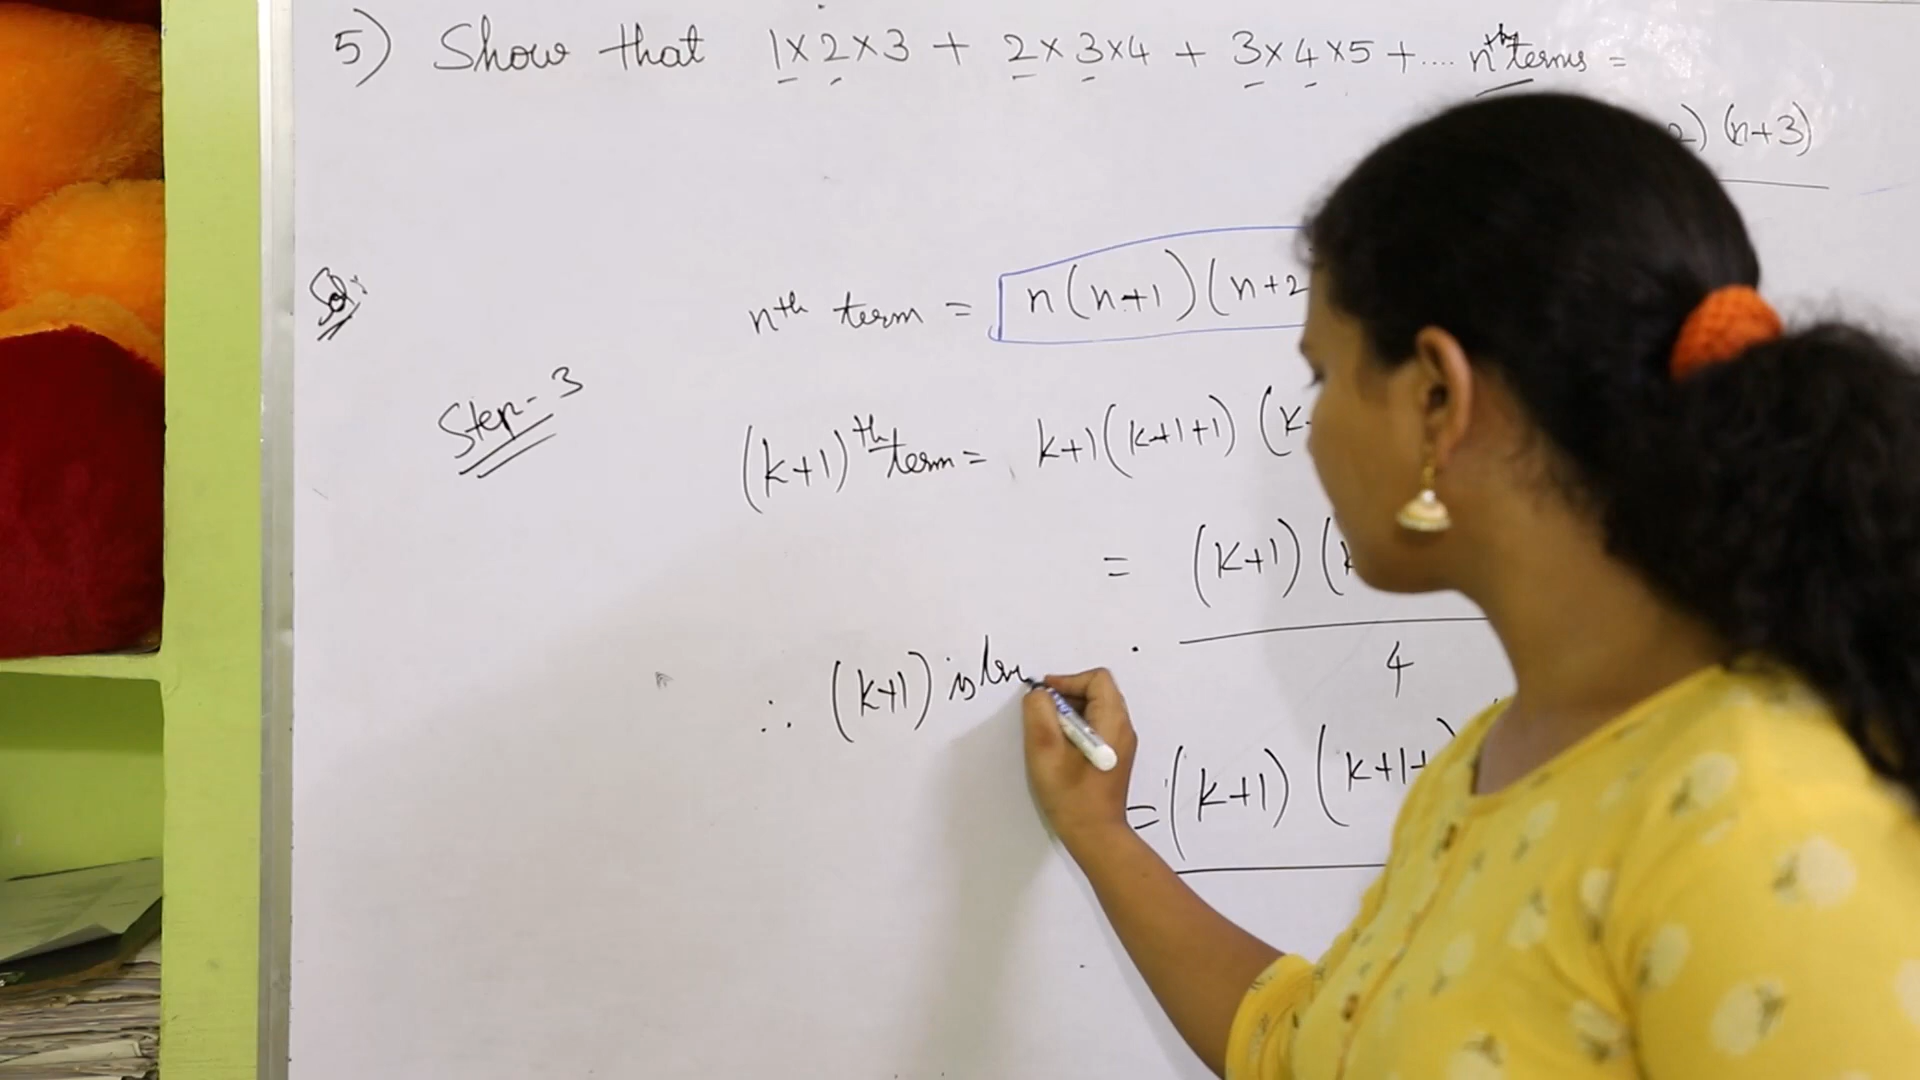 5) Show that 1×2×3 + 2×3×4 + 3×4×5 + .... nth terms =
2) (n+3)
Sol:
nth term = n(n+1)(n+2
Step-3
(k+1)th term = k+1(k+1+1) (k
= (k+1) (k
4
∴ (k+1) is
= (k+1) (k+1+